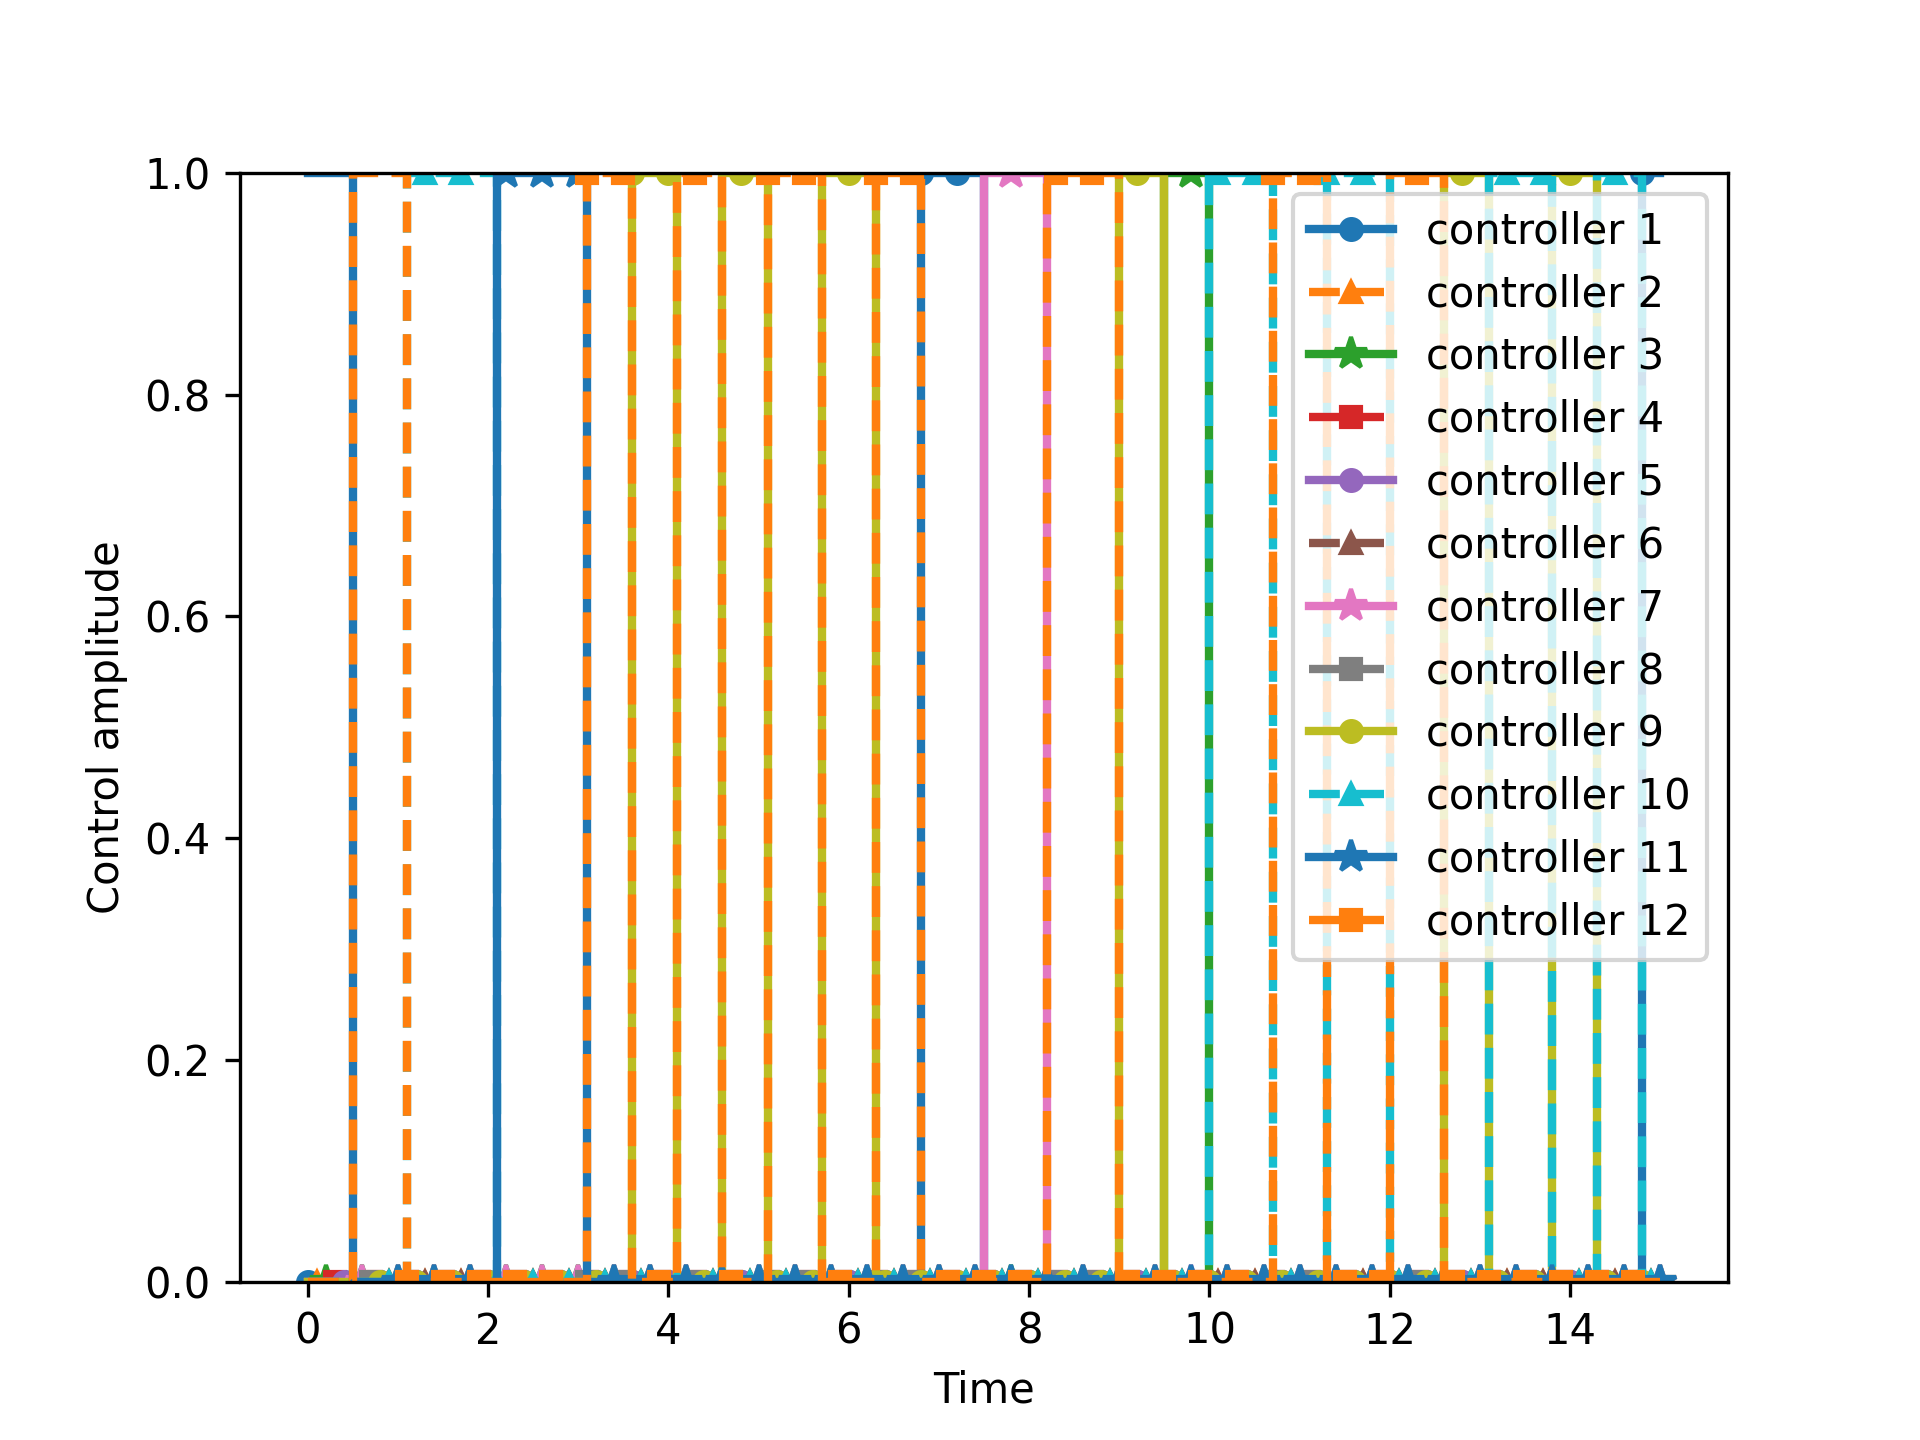 1.0
0.8
0.6
0.4
0.2
0.0
Control amplitude
controller 1
controller 2
controller 3
controller 4
controller 5
controller 6
controller 7
controller 8
controller 9
controller 10
controller 11
controller 12
0 2 4 6 8 10 12 14
Time